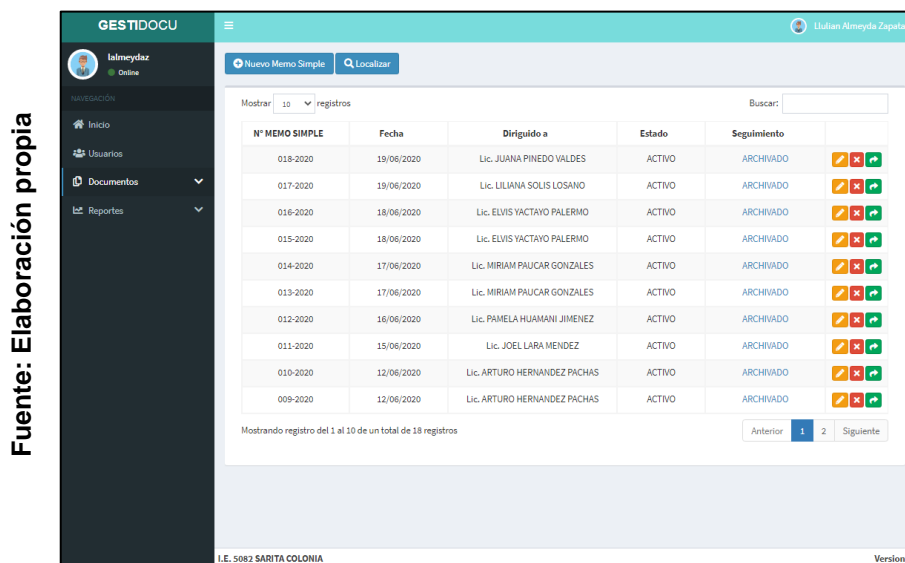 Fuente: Elaboración propia
GESTIDOCU
Llulian Almeyda Zapata
lalmeydaz
Online
NAVEGACIÓN
Inicio
Usuarios
Documentos
Reportes
Nuevo Memo Simple Localizar
Mostrar 10 registros Buscar:
N° MEMO SIMPLE Fecha Dirigido a Estado Seguimiento
018-2020 19/06/2020 Lic. JUANA PINEDO VALDES ACTIVO ARCHIVADO
017-2020 19/06/2020 Lic. LILIANA SOLIS LOSANO ACTIVO ARCHIVADO
016-2020 18/06/2020 Lic. ELVIS YACTAYO PALERMO ACTIVO ARCHIVADO
015-2020 18/06/2020 Lic. ELVIS YACTAYO PALERMO ACTIVO ARCHIVADO
014-2020 17/06/2020 Lic. MIRIAM PAUCAR GONZALES ACTIVO ARCHIVADO
013-2020 17/06/2020 Lic. MIRIAM PAUCAR GONZALES ACTIVO ARCHIVADO
012-2020 16/06/2020 Lic. PAMELA HUAMANI JIMENEZ ACTIVO ARCHIVADO
011-2020 15/06/2020 Lic. JOEL LARA MENDEZ ACTIVO ARCHIVADO
010-2020 12/06/2020 Lic. ARTURO HERNANDEZ PACHAS ACTIVO ARCHIVADO
009-2020 12/06/2020 Lic. ARTURO HERNANDEZ PACHAS ACTIVO ARCHIVADO
Mostrando registro del 1 al 10 de un total de 18 registros Anterior 1 2 Siguiente
I.E. 5082 SARITA COLONIA Version